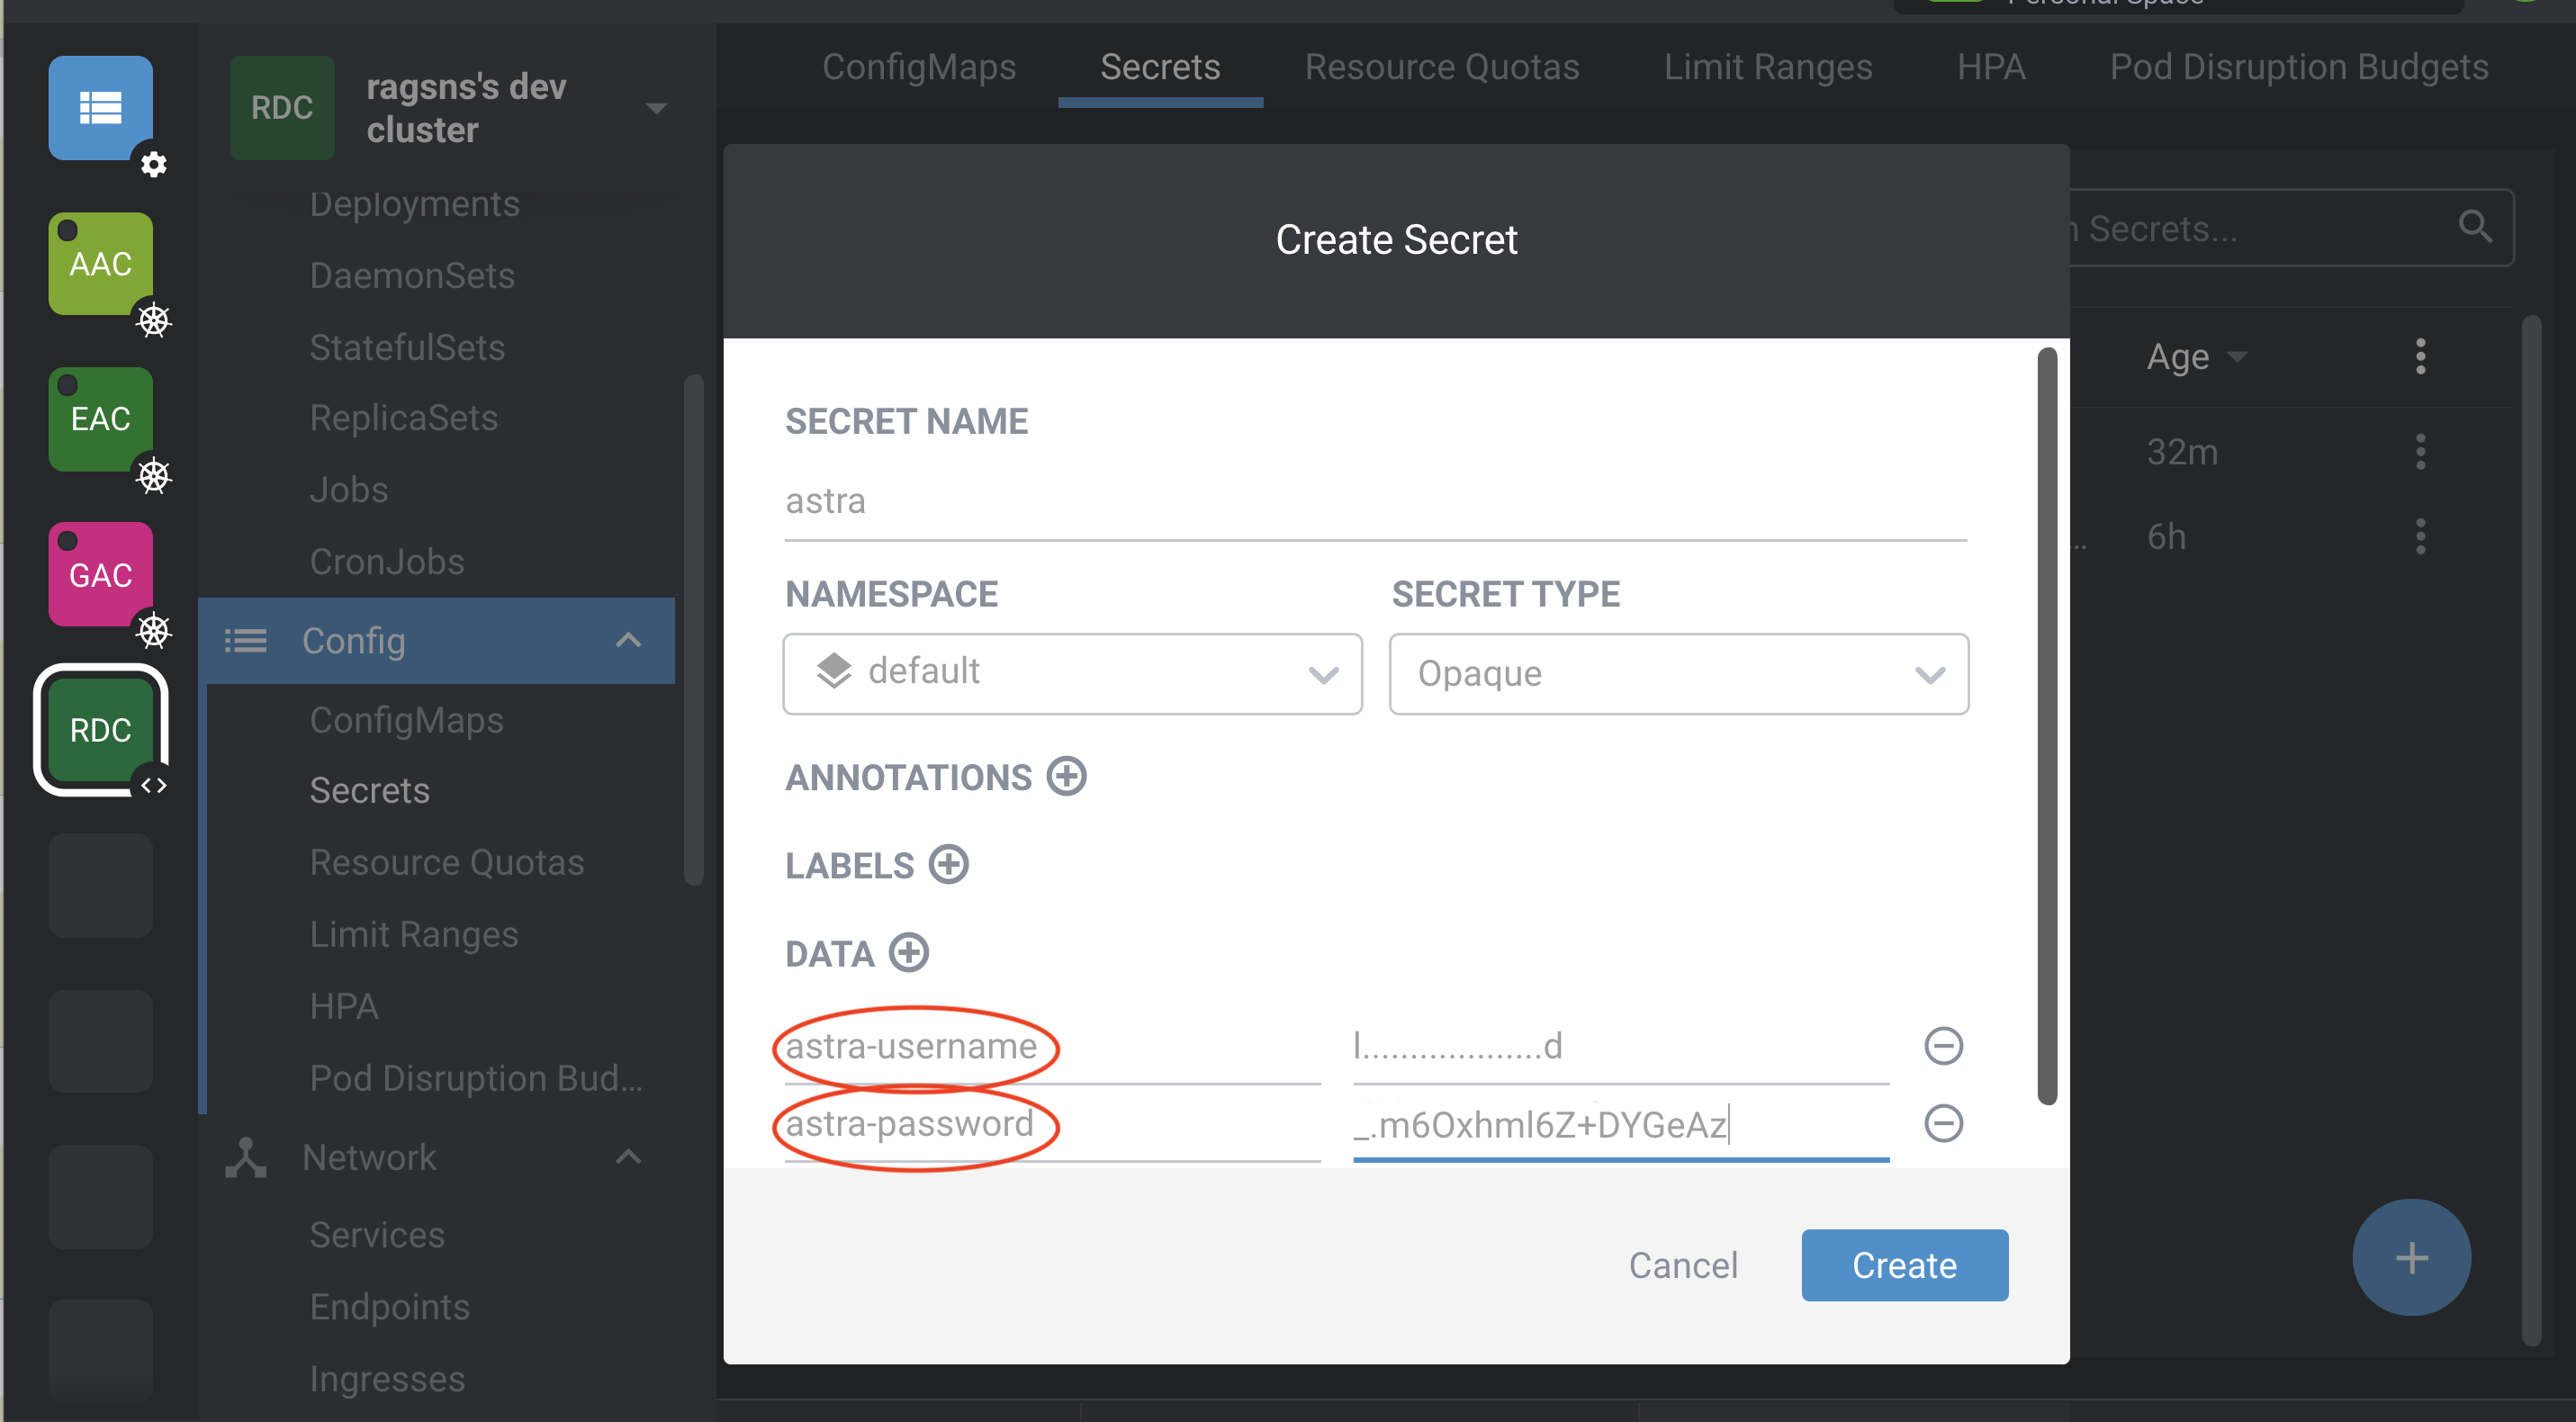 Personal Space
RDC
ragsns's dev
cluster
ConfigMaps
Secrets
Resource Quotas
Limit Ranges
HPA
Pod Disruption Budgets
AAC
EAC
GAC
RDC
Deployments
DaemonSets
StatefulSets
ReplicaSets
Jobs
CronJobs
Config
ConfigMaps
Secrets
Resource Quotas
Limit Ranges
HPA
Pod Disruption Bud...
Network
Services
Endpoints
Ingresses
Create Secret
SECRET NAME
astra
NAMESPACE
SECRET TYPE
default
Opaque
ANNOTATIONS
LABELS
DATA
astra-username
l...................d
astra-password
_.m6Oxhml6Z+DYGeAz
Cancel
Create
Secrets...
Age
32m
...
6h